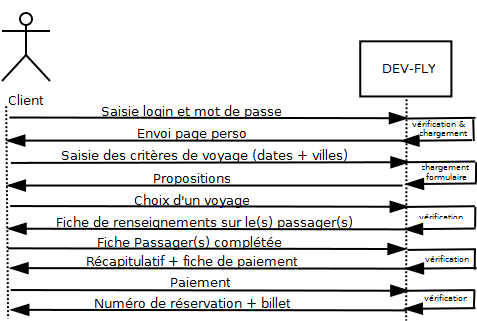 DEV-FLY
Client
Saisie login et mot de passe
vérification &
chargement
Envoi page perso
Saisie des critères de voyage (dates + villes)
chargement
formulaire
Propositions
Choix d'un voyage
vérification
Fiche de renseignements sur le(s) passager(s)
Fiche Passager(s) complétée
Récapitulatif + fiche de paiement
vérification
Paiement
Numéro de réservation + billet
vérification